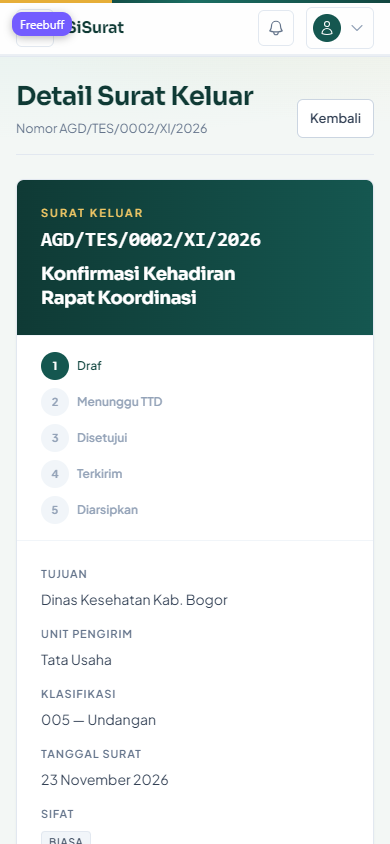 Freebuff
SiSurat
Detail Surat Keluar
Nomor AGD/TES/0002/XI/2026
Kembali
SURAT KELUAR
AGD/TES/0002/XI/2026
Konfirmasi Kehadiran
Rapat Koordinasi
1 Draf
2 Menunggu TTD
3 Disetujui
4 Terkirim
5 Diarsipkan
TUJUAN
Dinas Kesehatan Kab. Bogor
UNIT PENGIRIM
Tata Usaha
KLASIFIKASI
005 — Undangan
TANGGAL SURAT
23 November 2026
SIFAT
BIASA